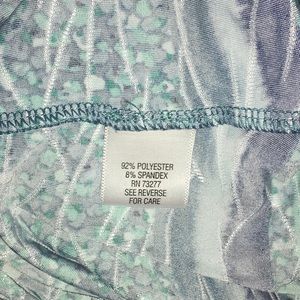 92% POLYESTER
8% SPANDEX
RN 73277
SEE REVERSE
FOR CARE